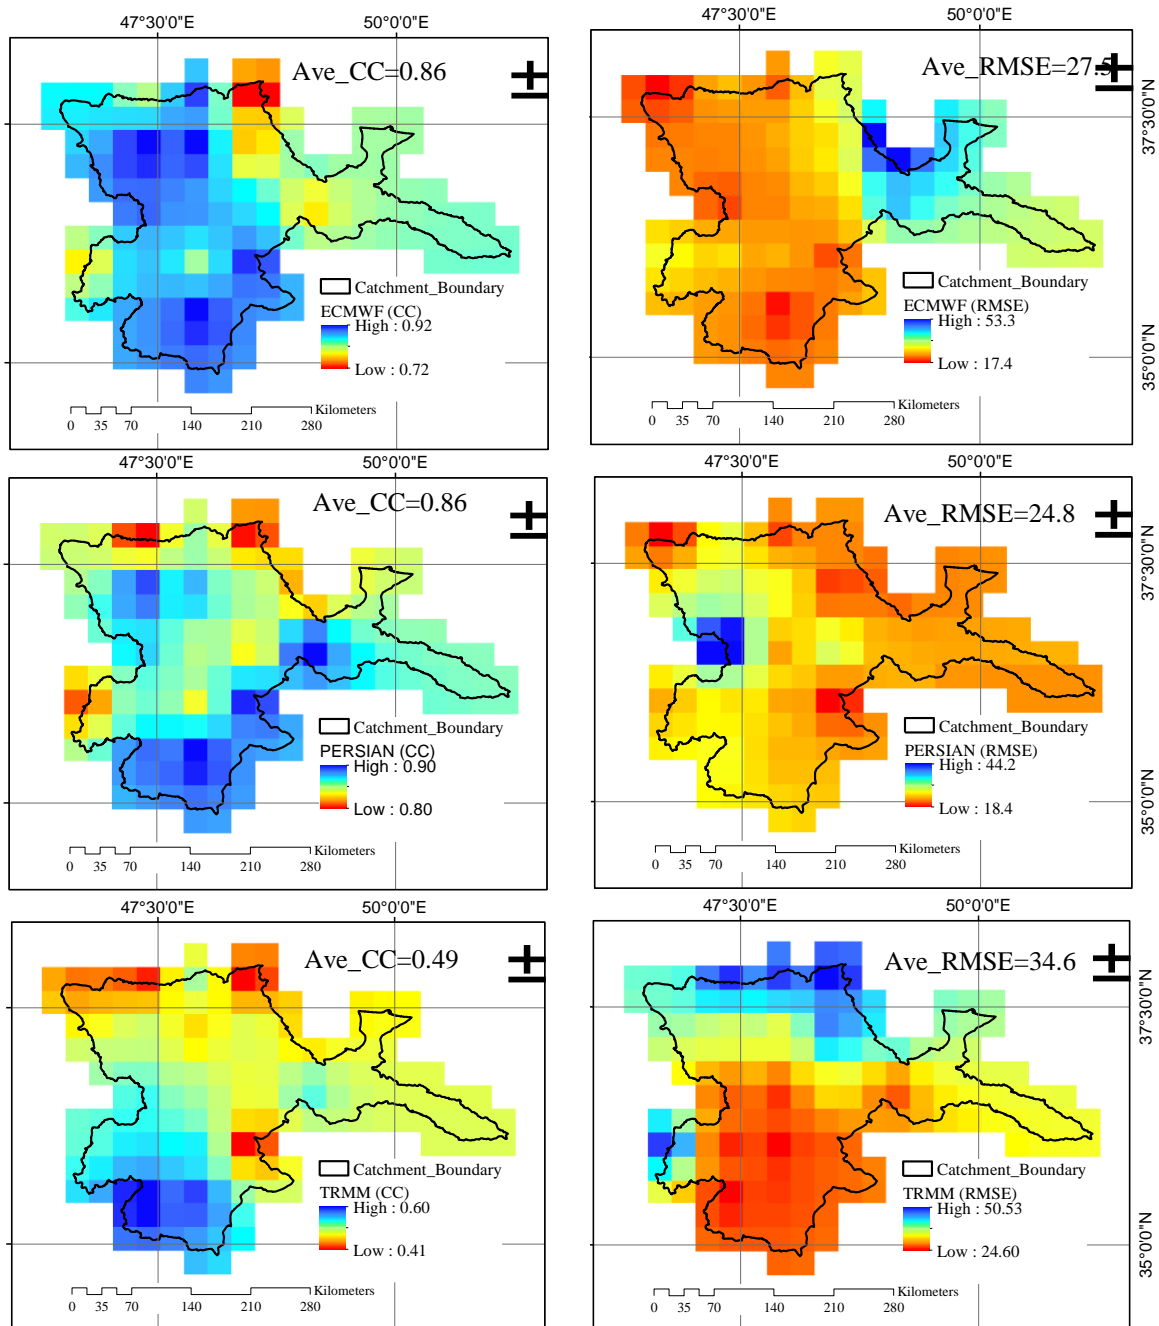 47°30'0"E 50°0'0"E
Ave_CC=0.86
Catchment_Boundary
ECMWF (CC)
High : 0.92
Low : 0.72
Kilometers
0 35 70 140 210 280
47°30'0"E 50°0'0"E
Ave_RMSE=27.5
37°30'0"N
Catchment_Boundary
ECMWF (RMSE)
High : 53.3
Low : 17.4
35°0'0"N
Kilometers
0 35 70 140 210 280
47°30'0"E 50°0'0"E
Ave_CC=0.86
Catchment_Boundary
PERSIAN (CC)
High : 0.90
Low : 0.80
Kilometers
0 35 70 140 210 280
47°30'0"E 50°0'0"E
Ave_RMSE=24.8
37°30'0"N
Catchment_Boundary
PERSIAN (RMSE)
High : 44.2
Low : 18.4
35°0'0"N
Kilometers
0 35 70 140 210 280
47°30'0"E 50°0'0"E
Ave_CC=0.49
Catchment_Boundary
TRMM (CC)
High : 0.60
Low : 0.41
Kilometers
0 35 70 140 210 280
47°30'0"E 50°0'0"E
Ave_RMSE=34.6
37°30'0"N
Catchment_Boundary
TRMM (RMSE)
High : 50.53
Low : 24.60
35°0'0"N
Kilometers
0 35 70 140 210 280